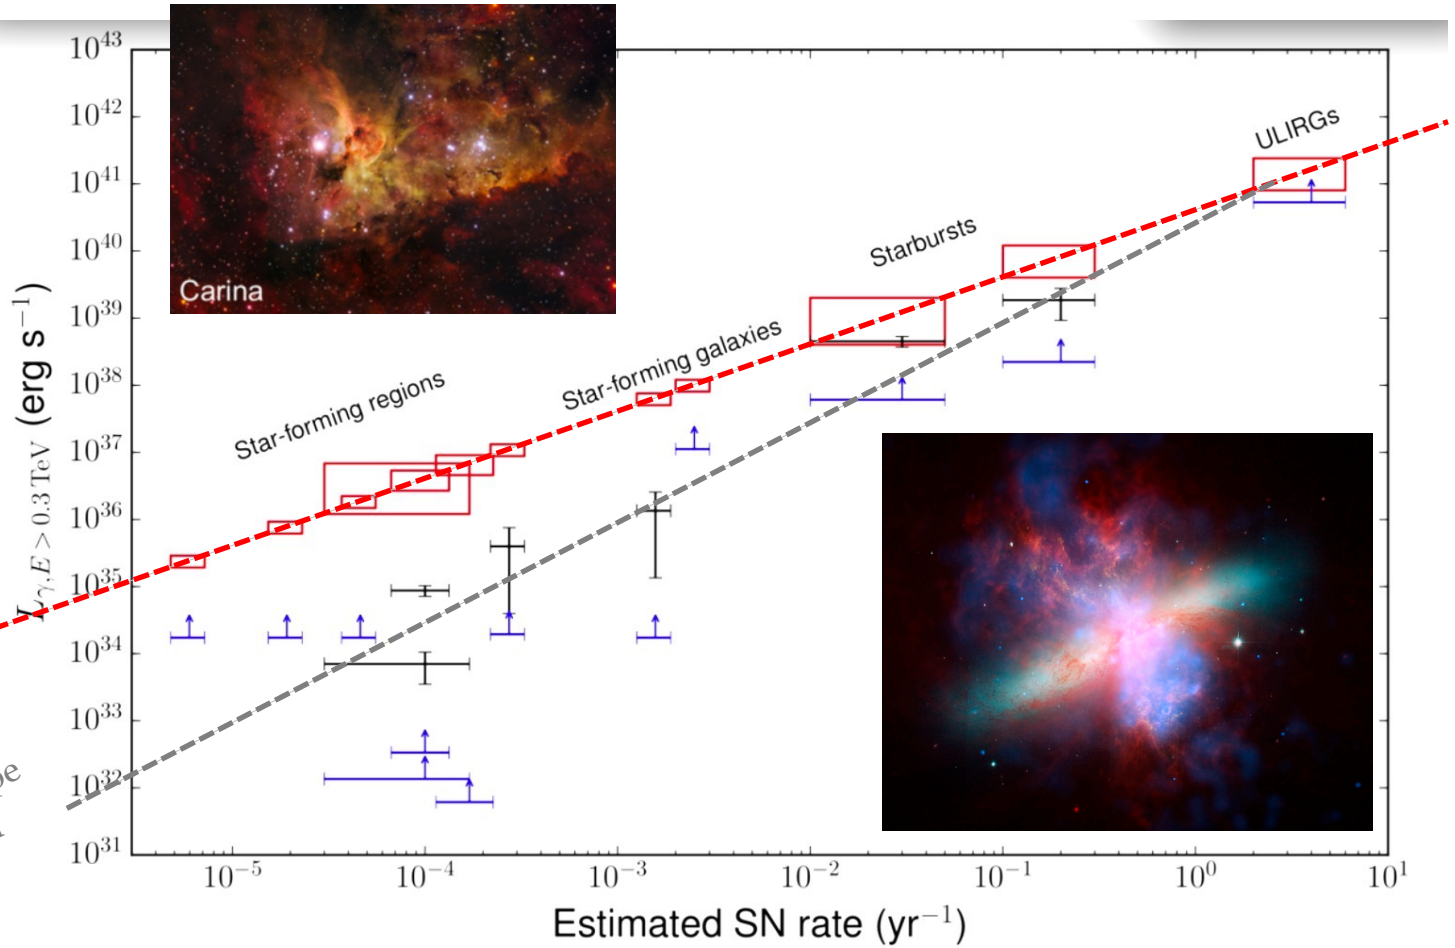 10^43
10^42
10^41
10^40
10^39
10^38
10^37
10^36
10^35
10^34
10^33
10^32
10^31
L_γ,E > 0.3 TeV (erg s^−1)
Carina
ULIRGs
Starbursts
Star-forming galaxies
Star-forming regions
10^−5 10^−4 10^−3 10^−2 10^−1 10^0 10^1
Estimated SN rate (yr^−1)